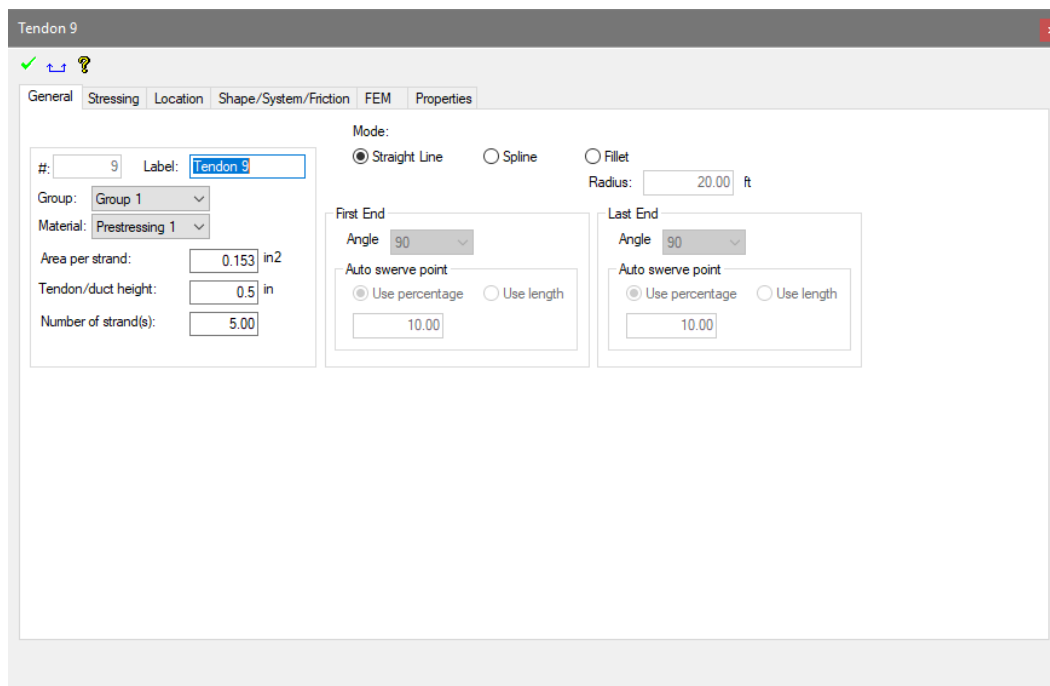 Tendon 9
General Stressing Location Shape/System/Friction FEM Properties
Mode:
Straight Line Spline Fillet
#: 9 Label: Tendon 9
Radius: 20.00 ft
Group: Group 1
Material: Prestressing 1
First End Last End
Angle 90 Angle 90
Area per strand: 0.153 in2
Auto swerve point Auto swerve point
Tendon/duct height: 0.5 in
Use percentage Use length Use percentage Use length
Number of strand(s): 5.00
10.00 10.00